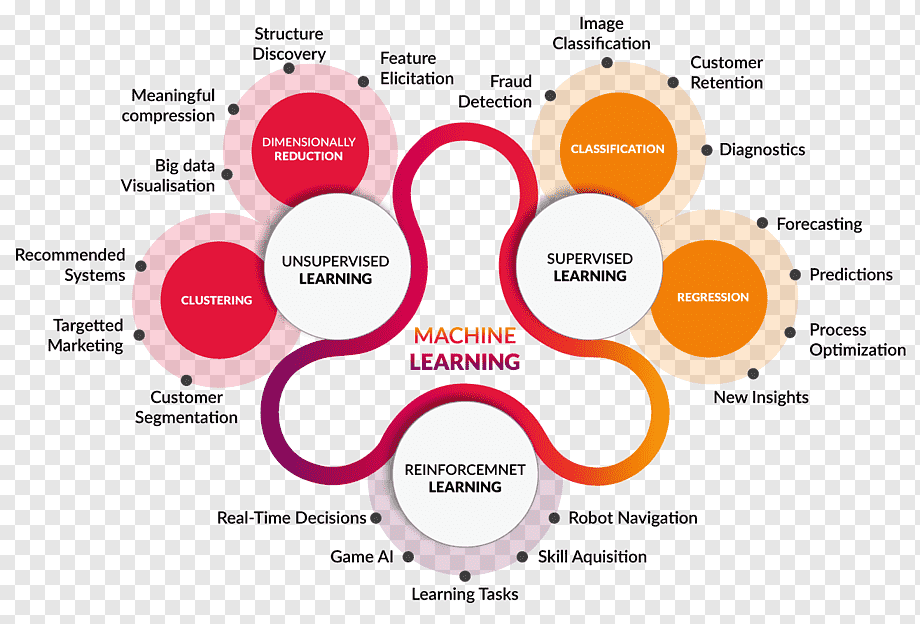 Structure
Discovery
Feature
Elicitation
Meaningful
compression
Big data
Visualisation
DIMENSIONALLY
REDUCTION
Recommended
Systems
Targetted
Marketing
Customer
Segmentation
CLUSTERING
UNSUPERVISED
LEARNING
Image
Classification
Fraud
Detection
Customer
Retention
Diagnostics
CLASSIFICATION
SUPERVISED
LEARNING
REGRESSION
Forecasting
Predictions
Process
Optimization
New Insights
MACHINE
LEARNING
REINFORCEMNET
LEARNING
Real-Time Decisions
Game AI
Learning Tasks
Skill Aquisition
Robot Navigation